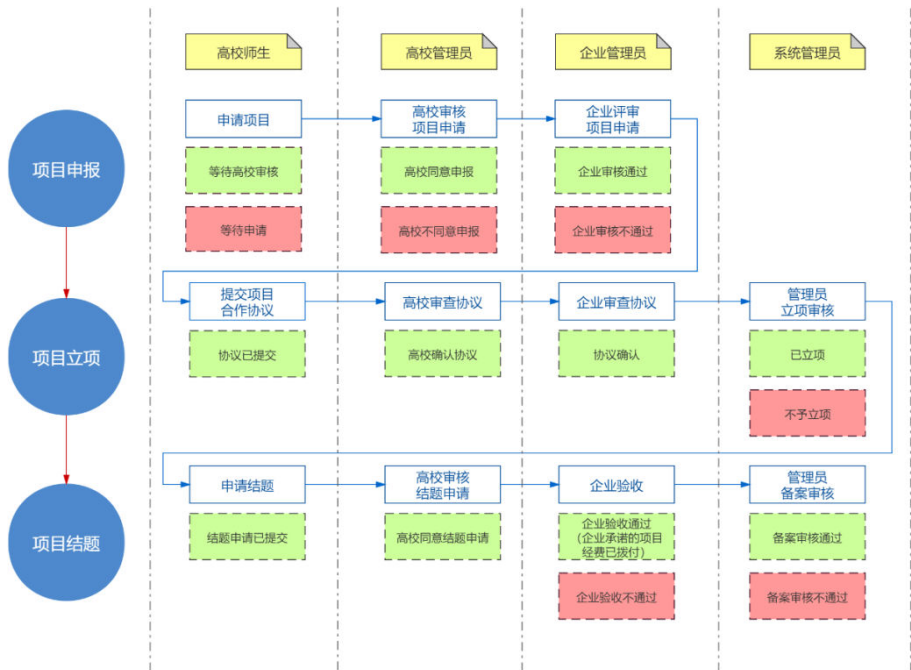 高校师生
高校管理员
企业管理员
系统管理员
项目申报
申请项目
高校审核
项目申请
企业评审
项目申请
等待高校审核
高校同意申报
企业审核通过
等待申请
高校不同意申报
企业审核不通过
项目立项
提交项目
合作协议
高校审查协议
企业审查协议
管理员
立项审核
协议已提交
高校确认协议
协议确认
已立项
不予立项
项目结题
申请结题
高校审核
结题申请
企业验收
管理员
备案审核
结题申请已提交
高校同意结题申请
企业验收通过
(企业承诺的项目
经费已拨付)
备案审核通过
企业验收不通过
备案审核不通过